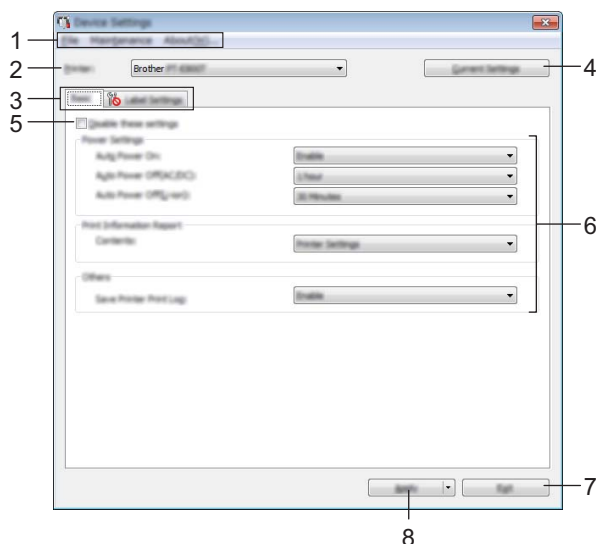 Device Settings
1
File Maintenance About(H)...
2 Printer: Brother Current Settings 4
3 Basic Label Settings
5 Disable these settings
Power Settings
Auto Power On: Enable
Auto Power Off(AC/DC): 1 hour
Auto Power Off(Li-ion): 30 Minutes
6
Print Information Report
Contents: Printer Settings
Others
Save Printer Print Log: Enable
Apply Exit 7
8